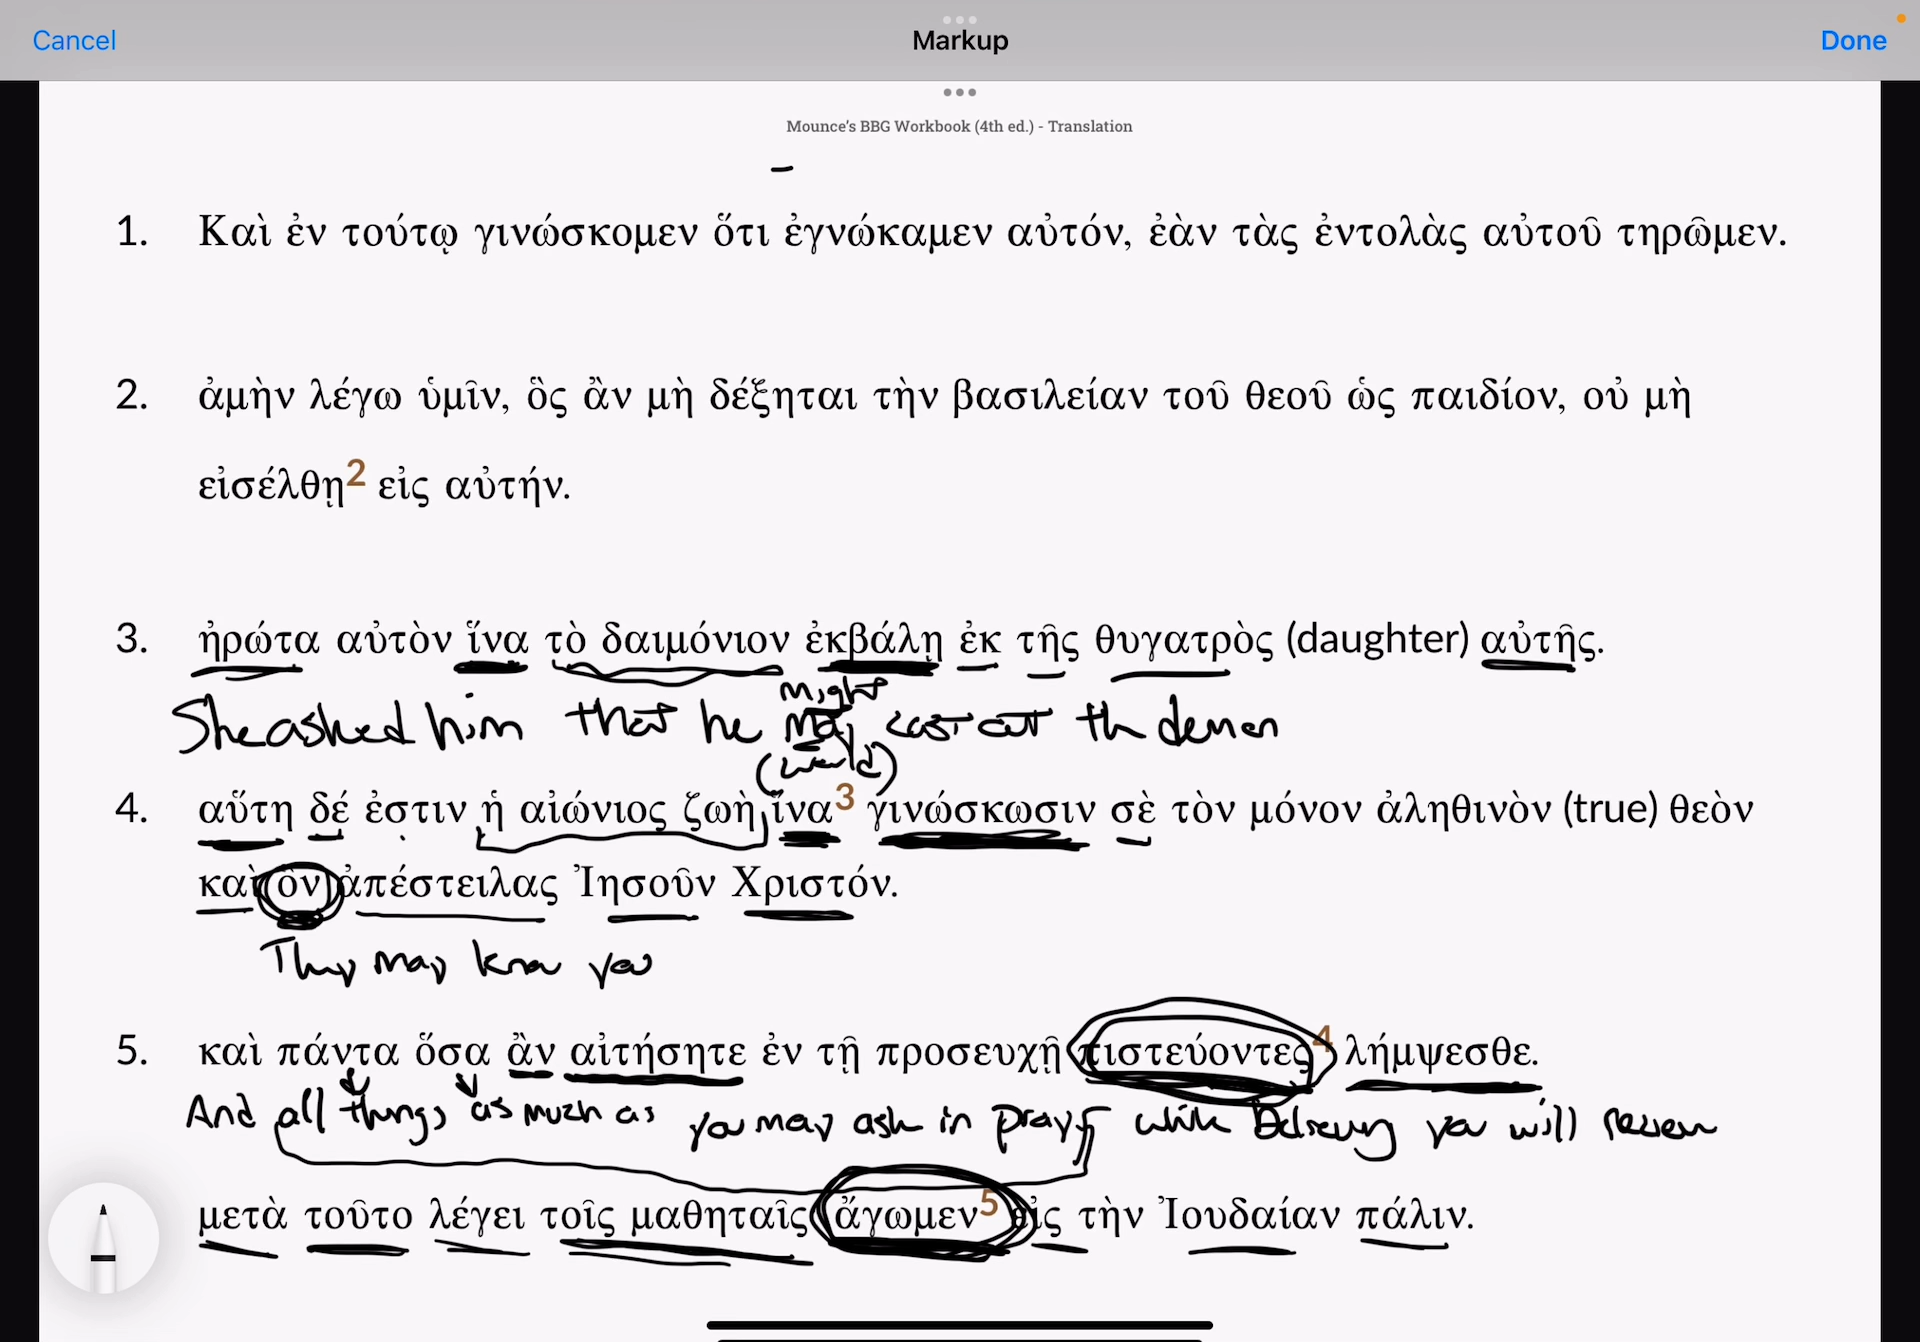 Cancel Markup Done
Mounce's BBG Workbook (4th ed.) - Translation
1. Καὶ ἐν τούτῳ γινώσκομεν ὅτι ἐγνώκαμεν αὐτόν, ἐὰν τὰς ἐντολὰς αὐτοῦ τηρῶμεν.
2. ἀμὴν λέγω ὑμῖν, ὃς ἂν μὴ δέξηται τὴν βασιλείαν τοῦ θεοῦ ὡς παιδίον, οὐ μὴ
εἰσέλθῃ2 εἰς αὐτήν.
3. ἠρώτα αὐτὸν ἵνα τὸ δαιμόνιον ἐκβάλῃ ἐκ τῆς θυγατρὸς (daughter) αὐτῆς.
might
She asked him that he may cast out the demon
(would)
4. αὕτη δέ ἐστιν ἡ αἰώνιος ζωὴ ἵνα3 γινώσκωσιν σὲ τὸν μόνον ἀληθινὸν (true) θεὸν
καὶ ὃν ἀπέστειλας Ἰησοῦν Χριστόν.
They may know you
5. καὶ πάντα ὅσα ἂν αἰτήσητε ἐν τῇ προσευχῇ πιστεύοντες4 λήμψεσθε.
And all things as much as you may ask in prayer while Believing you will receive
μετὰ τοῦτο λέγει τοῖς μαθηταῖς ἄγωμεν5 εἰς τὴν Ἰουδαίαν πάλιν.